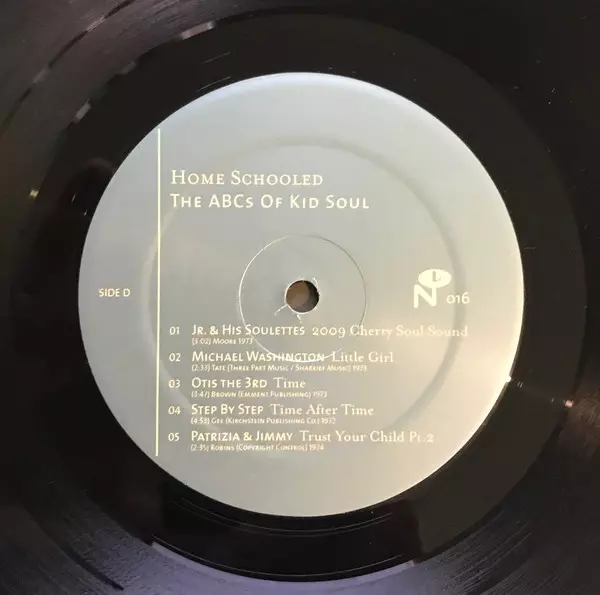 Home Schooled
The ABCs Of Kid Soul
SIDE D
N L 016
01 Jr. & His Soulettes 2009 Cherry Soul Sound
(3:02) Moore 1973
02 Michael Washington Little Girl
(2:33) Tate (Three Part Music / Sharrief Music) 1973
03 Otis the 3rd Time
(3:47) Brown (Emment Publishing) 1973
04 Step By Step Time After Time
(4:53) Gee (Kirchstein Publishing Co.) 1972
05 Patrizia & Jimmy Trust Your Child Pt.2
(2:35) Robins (Copyright Control) 1974